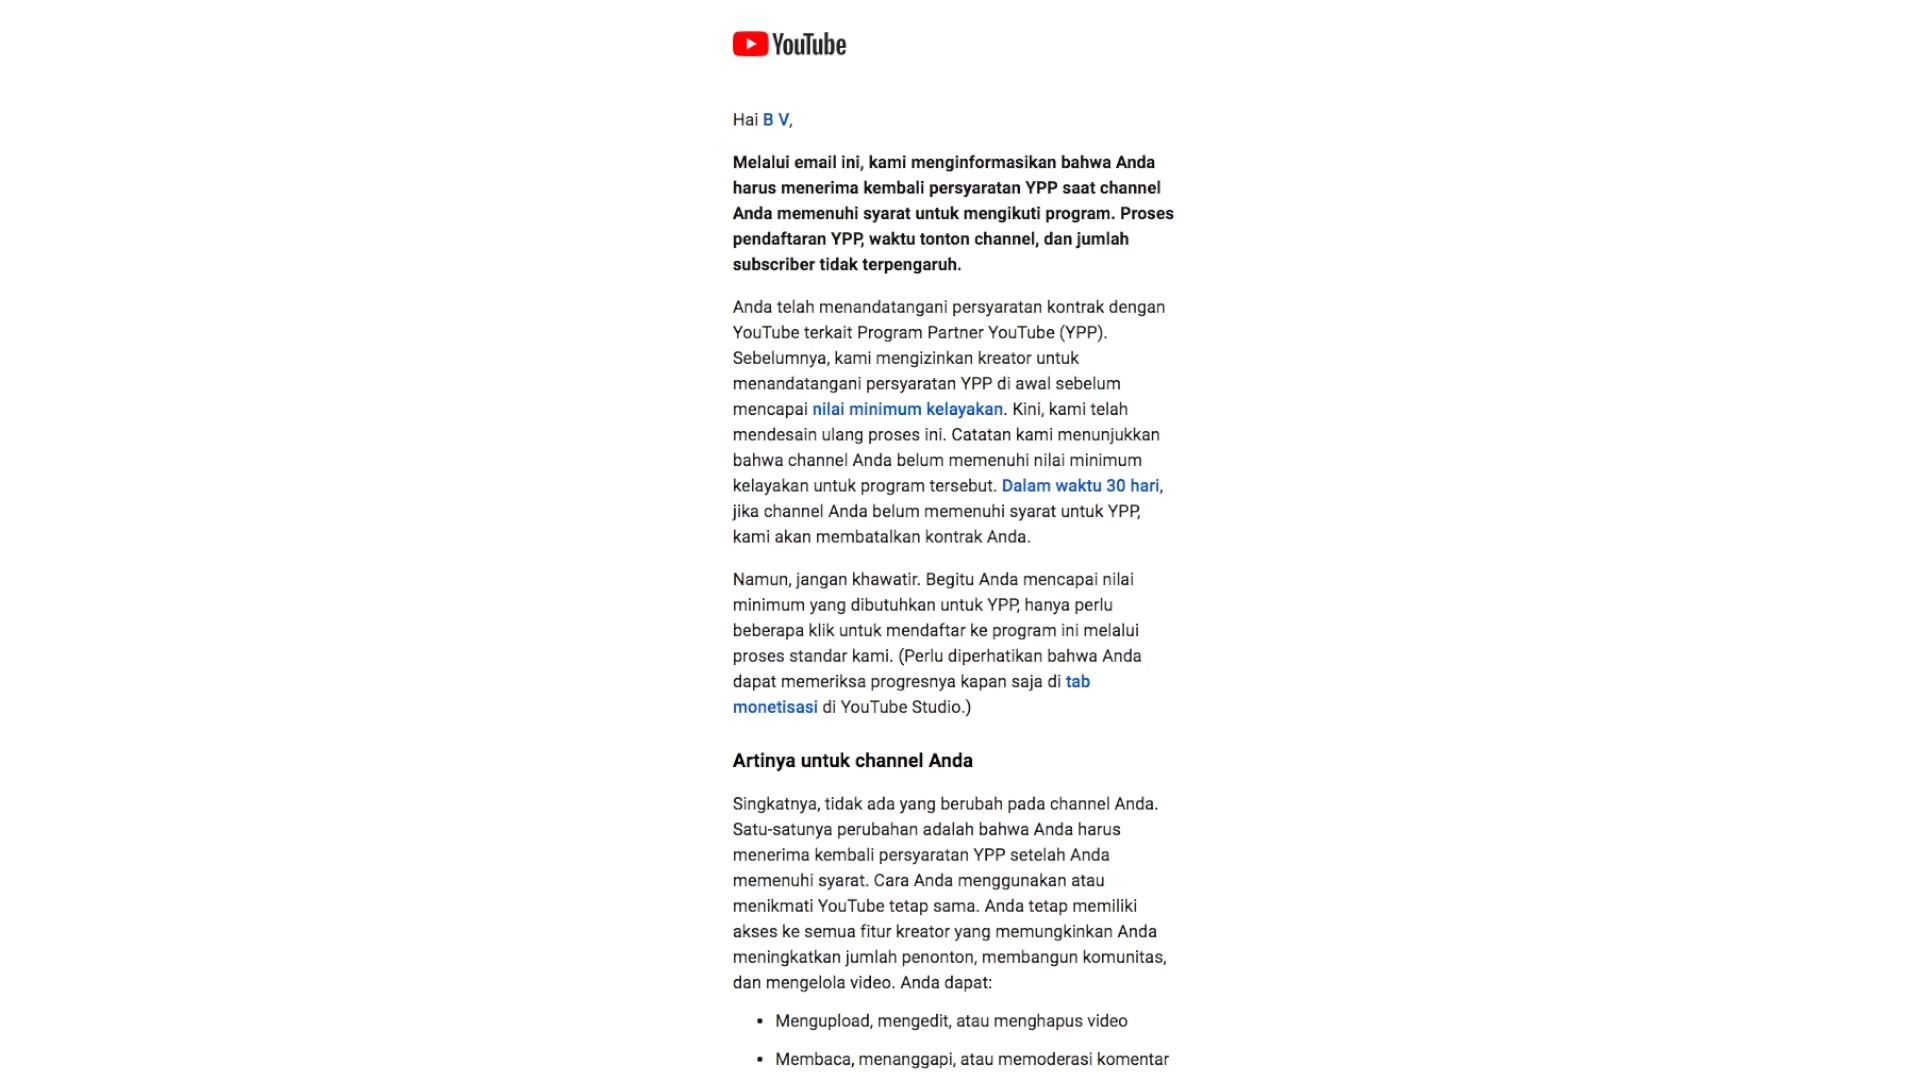 YouTube
Hai B V,
Melalui email ini, kami menginformasikan bahwa Anda
harus menerima kembali persyaratan YPP saat channel
Anda memenuhi syarat untuk mengikuti program. Proses
pendaftaran YPP, waktu tonton channel, dan jumlah
subscriber tidak terpengaruh.
Anda telah menandatangani persyaratan kontrak dengan
YouTube terkait Program Partner YouTube (YPP).
Sebelumnya, kami mengizinkan kreator untuk
menandatangani persyaratan YPP di awal sebelum
mencapai nilai minimum kelayakan. Kini, kami telah
mendesain ulang proses ini. Catatan kami menunjukkan
bahwa channel Anda belum memenuhi nilai minimum
kelayakan untuk program tersebut. Dalam waktu 30 hari,
jika channel Anda belum memenuhi syarat untuk YPP,
kami akan membatalkan kontrak Anda.
Namun, jangan khawatir. Begitu Anda mencapai nilai
minimum yang dibutuhkan untuk YPP, hanya perlu
beberapa klik untuk mendaftar ke program ini melalui
proses standar kami. (Perlu diperhatikan bahwa Anda
dapat memeriksa progresnya kapan saja di tab
monetisasi di YouTube Studio.)
Artinya untuk channel Anda
Singkatnya, tidak ada yang berubah pada channel Anda.
Satu-satunya perubahan adalah bahwa Anda harus
menerima kembali persyaratan YPP setelah Anda
memenuhi syarat. Cara Anda menggunakan atau
menikmati YouTube tetap sama. Anda tetap memiliki
akses ke semua fitur kreator yang memungkinkan Anda
meningkatkan jumlah penonton, membangun komunitas,
dan mengelola video. Anda dapat:
• Mengupload, mengedit, atau menghapus video
• Membaca, menanggapi, atau memoderasi komentar